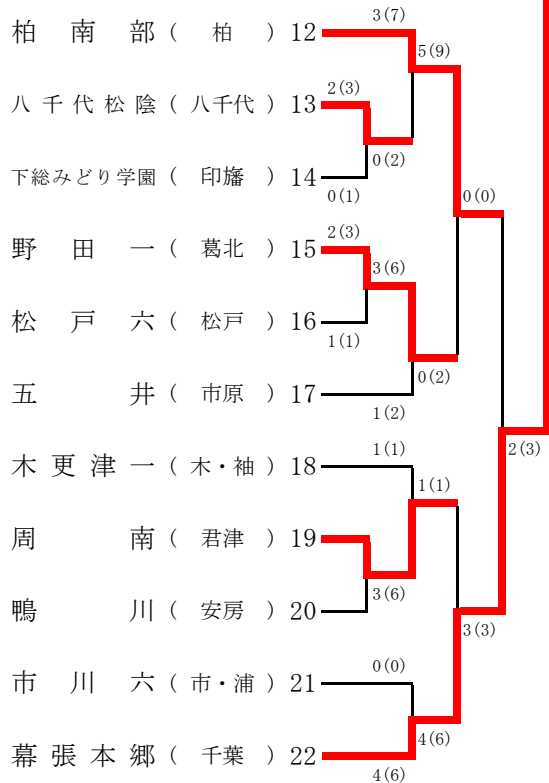 3(7)
柏南部(柏)12
5(9)
2(3)
八千代松陰(八千代)13
0(2)
下総みどり学園(印旛)14
0(1)
0(0)
2(3)
野田一(葛北)15
3(6)
松戸六(松戸)16
1(1)
0(2)
五井(市原)17
1(2)
2(3)
1(1)
木更津一(木・袖)18
1(1)
周南(君津)19
3(6)
鴨川(安房)20
3(3)
0(0)
市川六(市・浦)21
4(6)
幕張本郷(千葉)22
4(6)